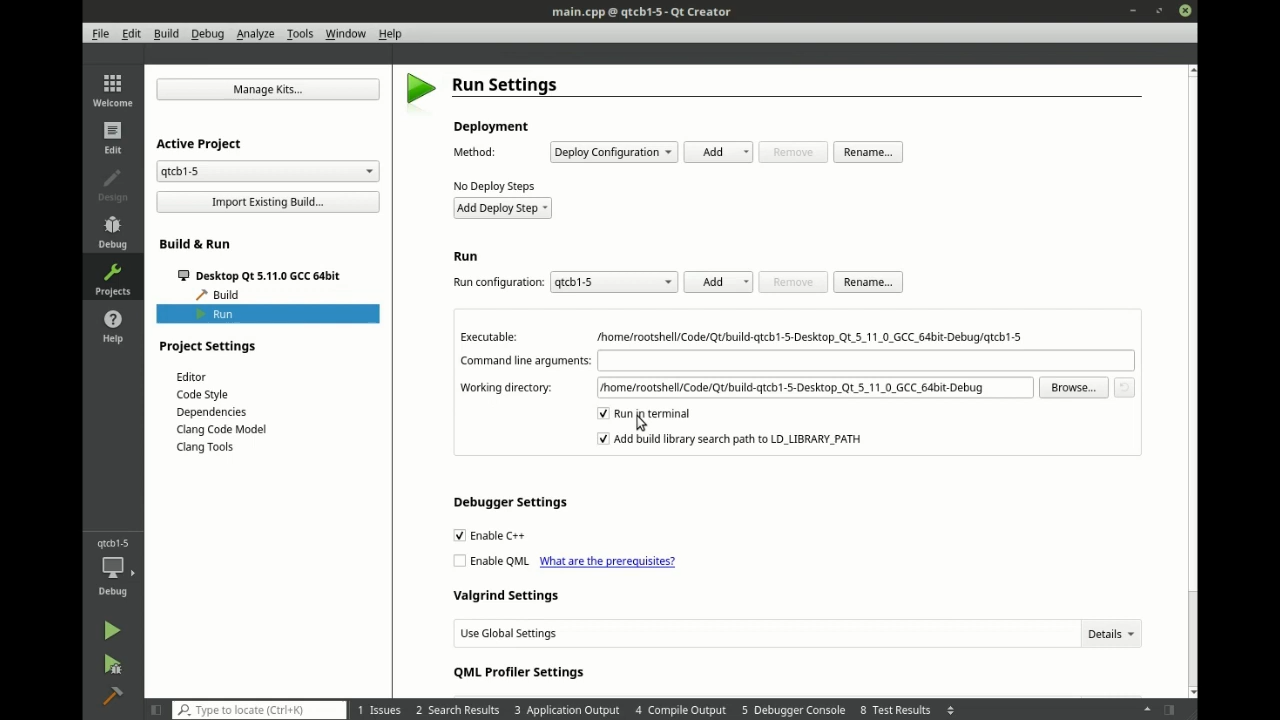 main.cpp @ qtcb1-5 - Qt Creator
File Edit Build Debug Analyze Tools Window Help
Welcome
Edit
Design
Debug
Projects
Help
qtcb1-5
Debug
Manage Kits...
Active Project
qtcb1-5
Import Existing Build...
Build & Run
Desktop Qt 5.11.0 GCC 64bit
Build
Run
Project Settings
Editor
Code Style
Dependencies
Clang Code Model
Clang Tools
Run Settings
Deployment
Method: Deploy Configuration Add Remove Rename...
No Deploy Steps
Add Deploy Step
Run
Run configuration: qtcb1-5 Add Remove Rename...
Executable: /home/rootshell/Code/Qt/build-qtcb1-5-Desktop_Qt_5_11_0_GCC_64bit-Debug/qtcb1-5
Command line arguments:
Working directory: /home/rootshell/Code/Qt/build-qtcb1-5-Desktop_Qt_5_11_0_GCC_64bit-Debug Browse...
Run in terminal
Add build library search path to LD_LIBRARY_PATH
Debugger Settings
Enable C++
Enable QML What are the prerequisites?
Valgrind Settings
Use Global Settings Details
QML Profiler Settings
Type to locate (Ctrl+K) 1 Issues 2 Search Results 3 Application Output 4 Compile Output 5 Debugger Console 8 Test Results